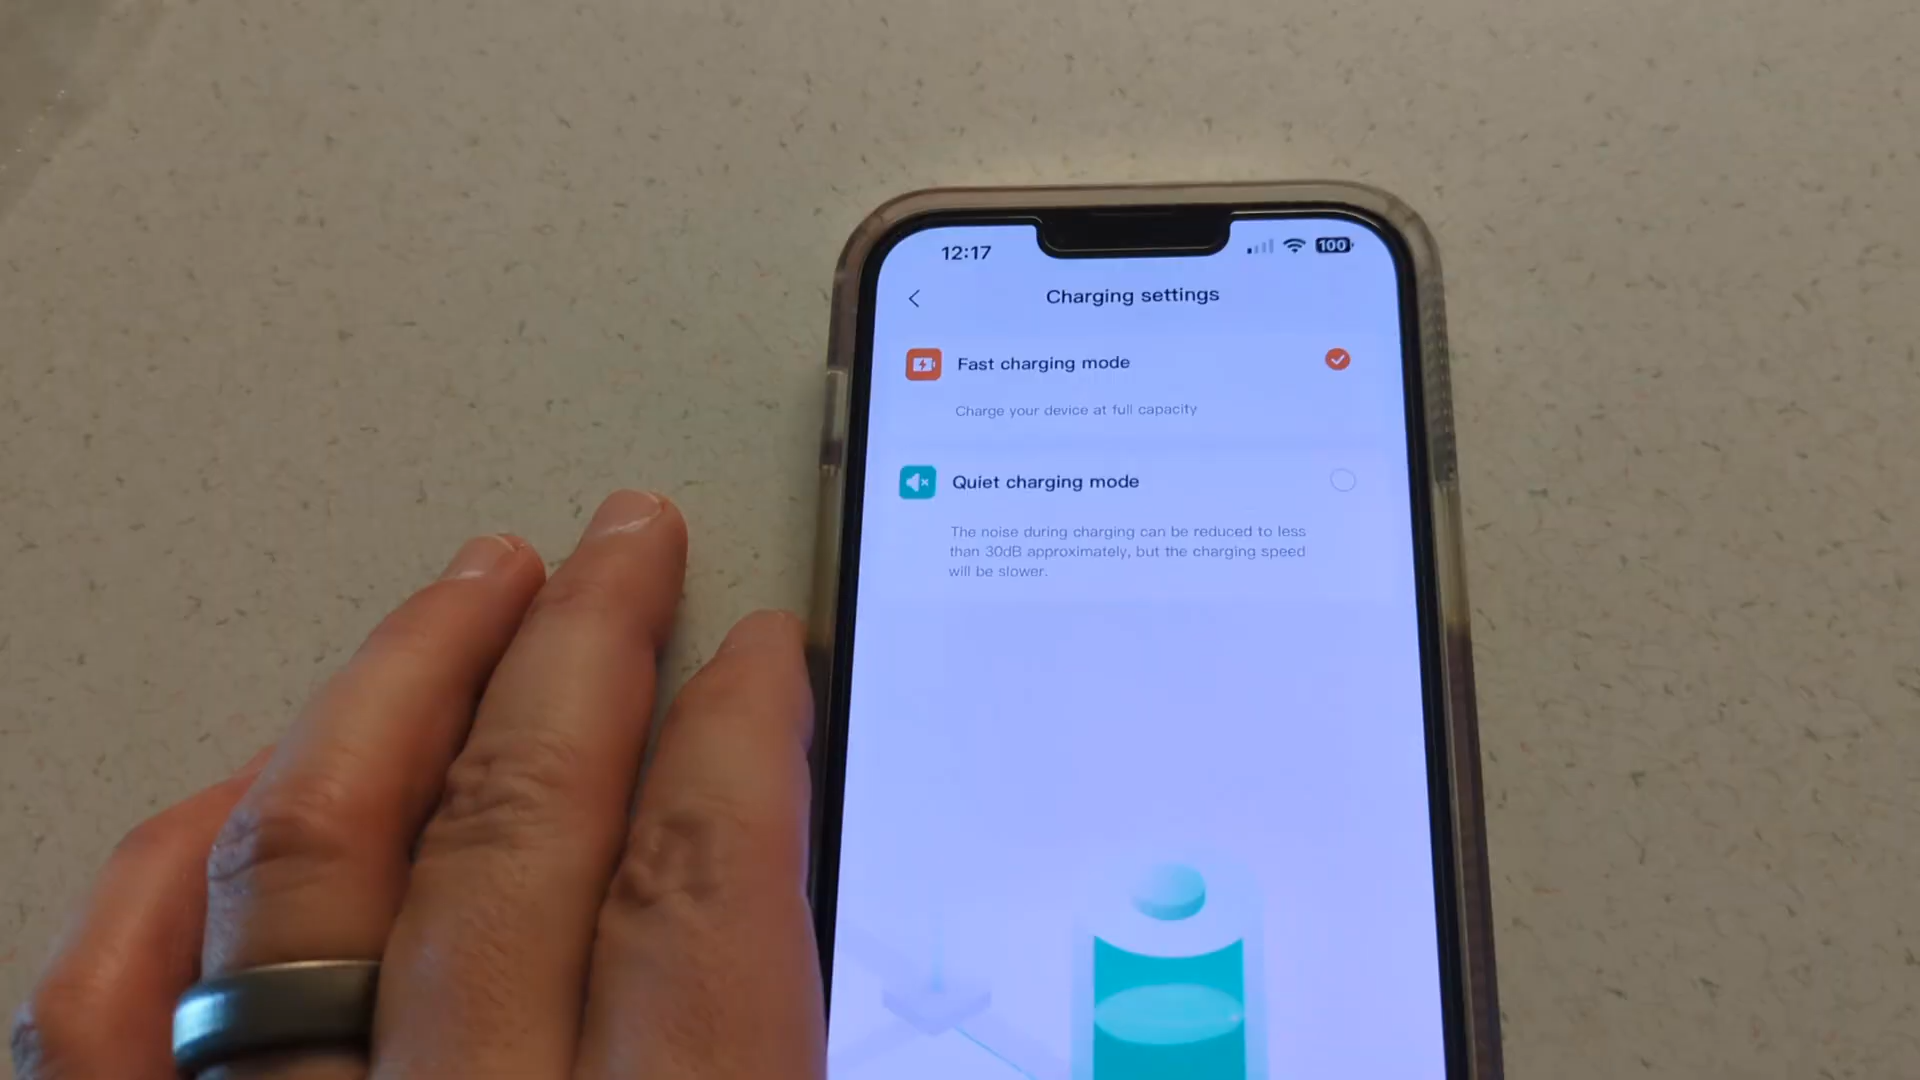 12:17
100
Charging settings
Fast charging mode
Charge your device at full capacity
Quiet charging mode
The noise during charging can be reduced to less
than 30dB approximately, but the charging speed
will be slower.